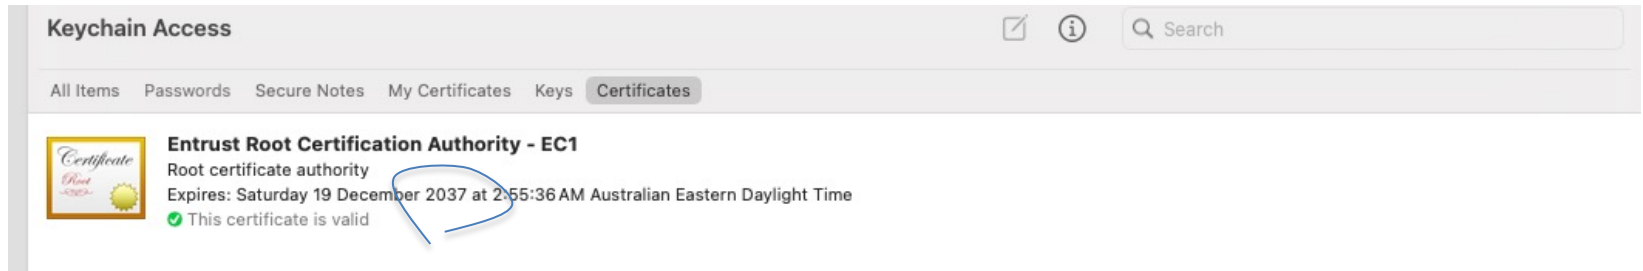 Keychain Access
Search
All Items Passwords Secure Notes My Certificates Keys Certificates
Certificate
Root
Entrust Root Certification Authority - EC1
Root certificate authority
Expires: Saturday 19 December 2037 at 2:55:36 AM Australian Eastern Daylight Time
This certificate is valid